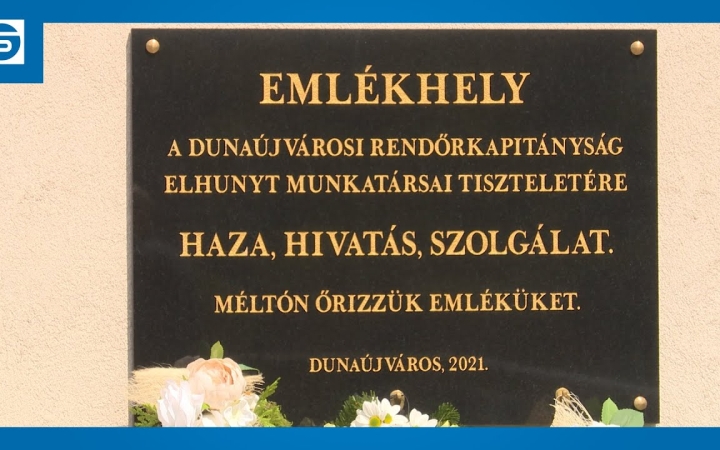 EMLÉKHELY
A DUNAÚJVÁROSI RENDŐRKAPITÁNYSÁG
ELHUNYT MUNKATÁRSAI TISZTELETÉRE
HAZA, HIVATÁS, SZOLGÁLAT.
MÉLTÓN ŐRIZZÜK EMLÉKÜKET.
DUNAÚJVÁROS, 2021.